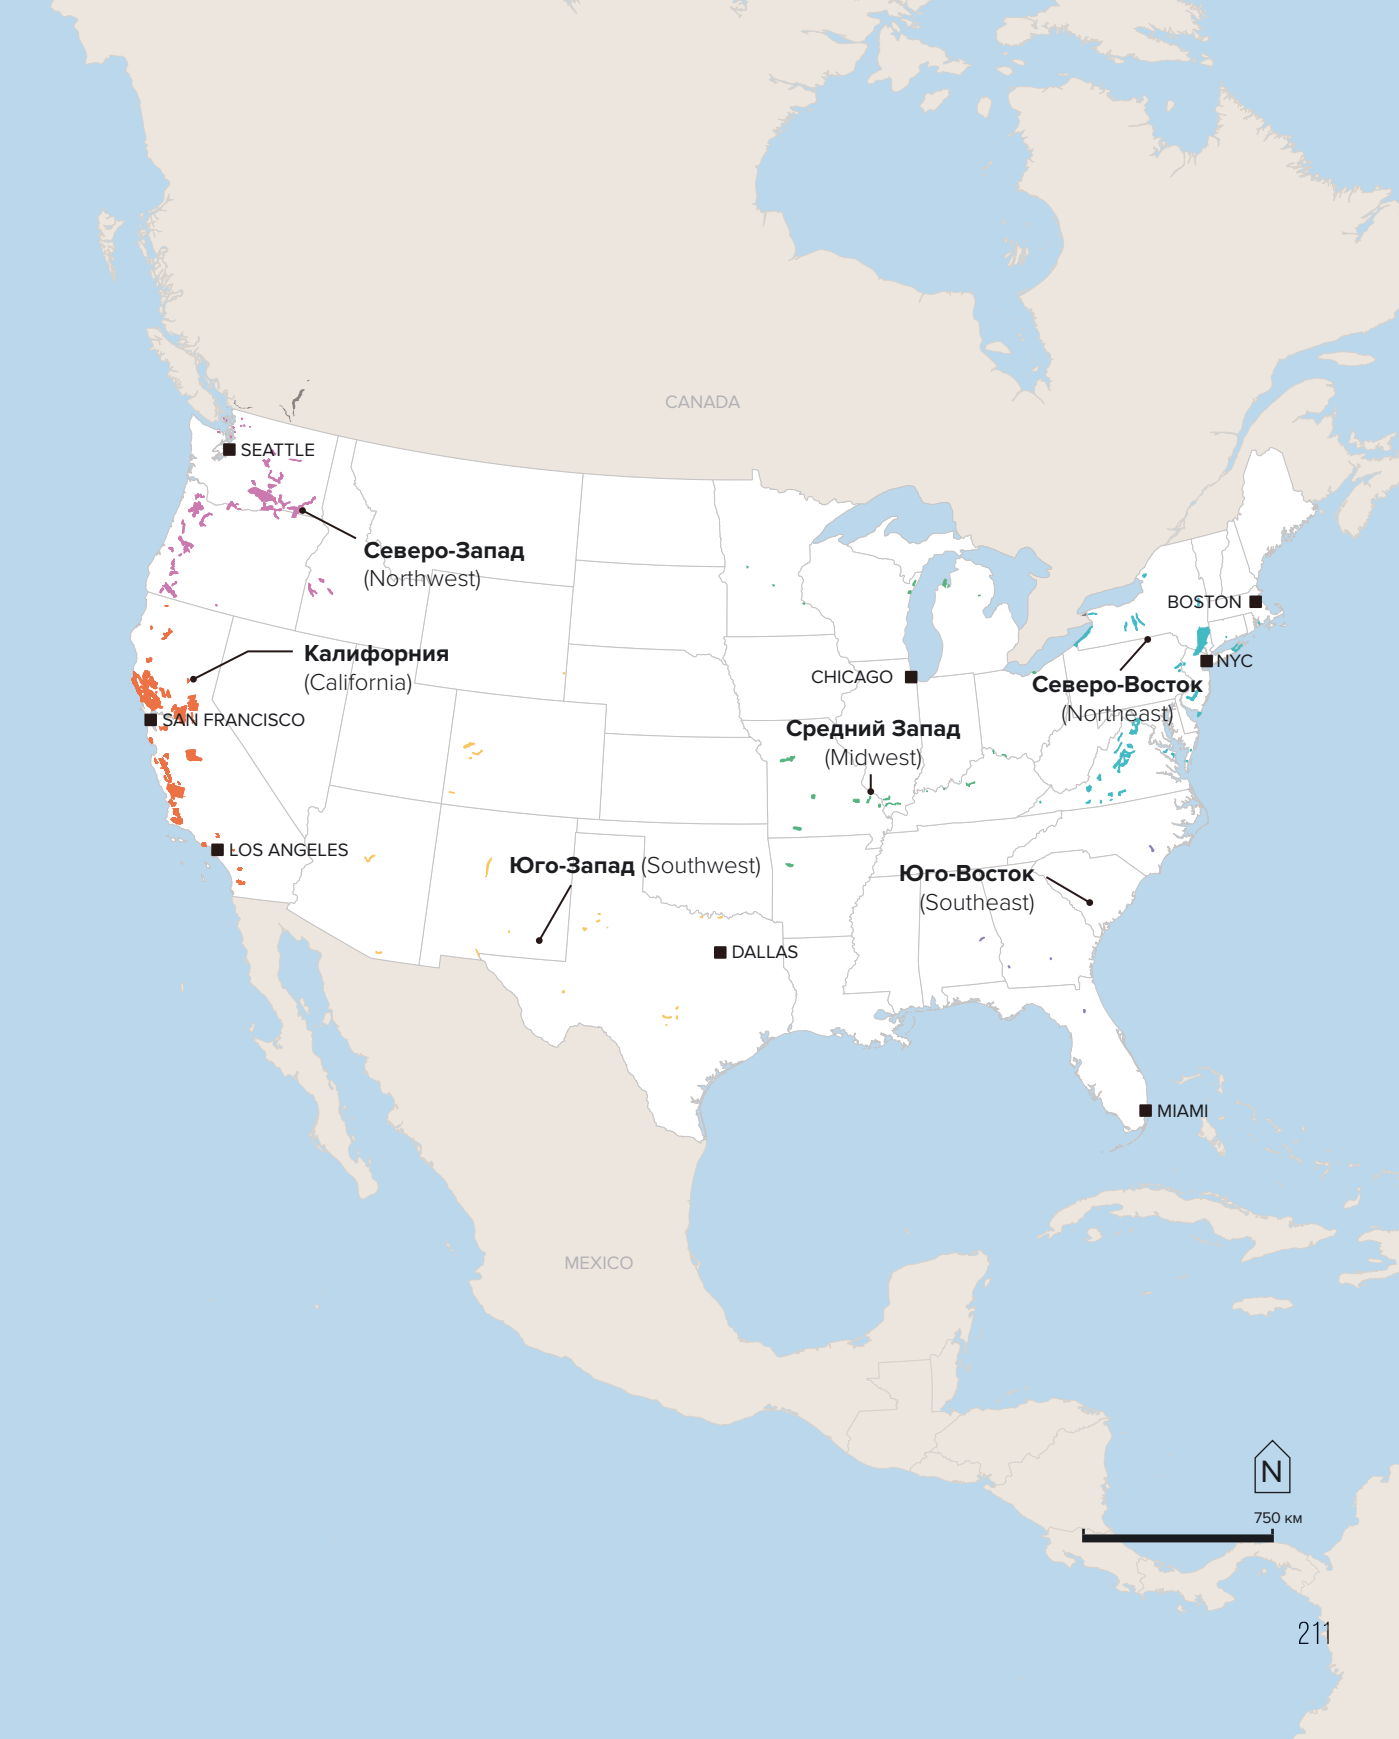 CANADA
SEATTLE
Северо-Запад
(Northwest)
BOSTON
Калифорния
(California)
NYC
CHICAGO
Северо-Восток
(Northeast)
SAN FRANCISCO
Средний Запад
(Midwest)
LOS ANGELES
Юго-Запад (Southwest)
Юго-Восток
(Southeast)
DALLAS
MIAMI
MEXICO
N
750 км
211